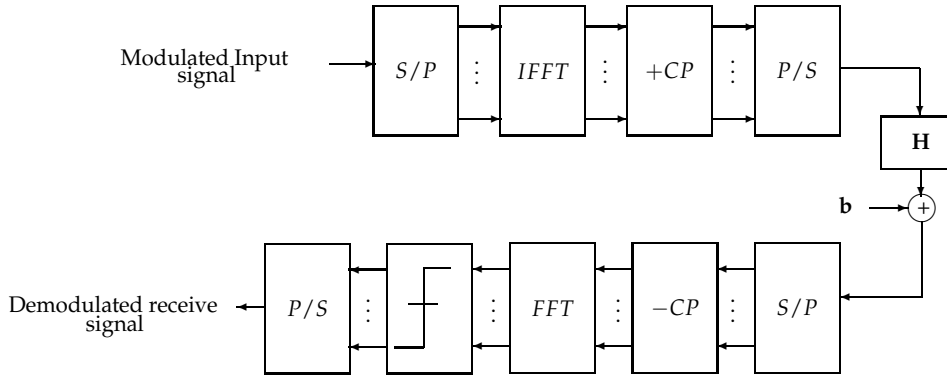 Modulated Input
signal
S/P
IFFT
+CP
P/S
H
b
+
Demodulated receive
signal
P/S
FFT
−CP
S/P